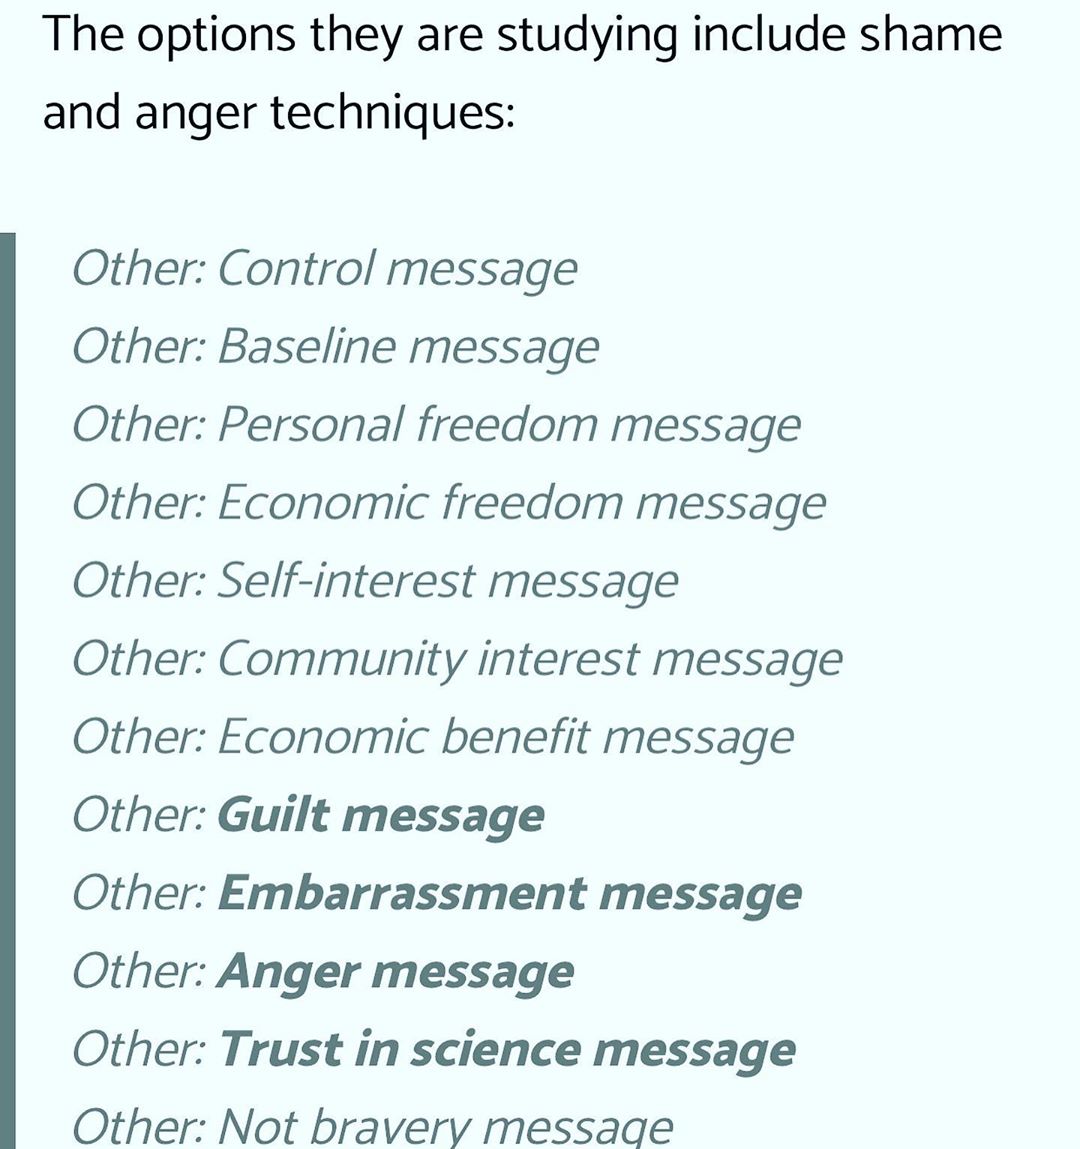 The options they are studying include shame
and anger techniques:
Other: Control message
Other: Baseline message
Other: Personal freedom message
Other: Economic freedom message
Other: Self-interest message
Other: Community interest message
Other: Economic benefit message
Other: Guilt message
Other: Embarrassment message
Other: Anger message
Other: Trust in science message
Other: Not bravery message